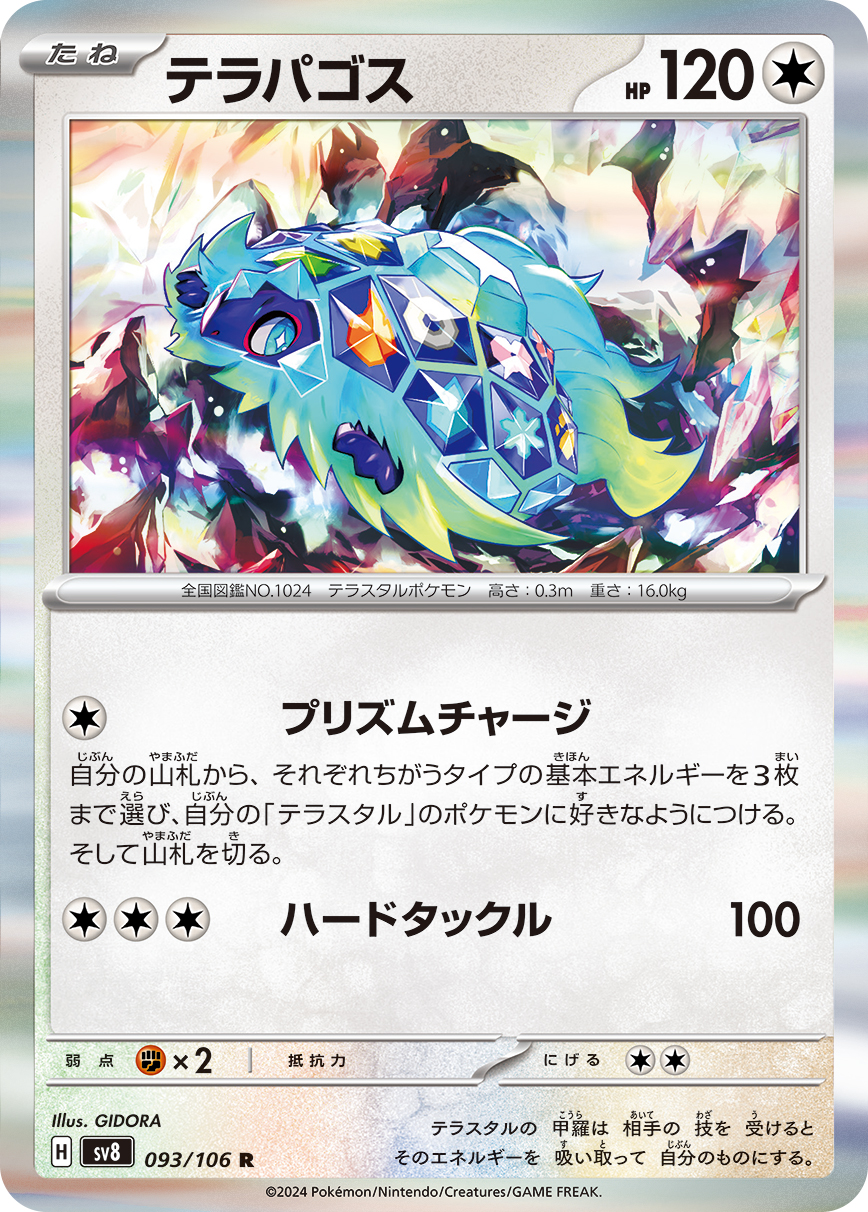 たね
テラパゴス
HP 120
全国図鑑NO.1024 テラスタルポケモン 高さ:0.3m 重さ:16.0kg
プリズムチャージ
自分の山札から、それぞれちがうタイプの基本エネルギーを3枚
まで選び、自分の「テラスタル」のポケモンに好きなようにつける。
そして山札を切る。
ハードタックル 100
弱点 ×2 抵抗力 にげる
Illus. GIDORA
H sv8 093/106 R
テラスタルの 甲羅は 相手の 技を 受けると
そのエネルギーを 吸い取って 自分のものにする。
©2024 Pokémon/Nintendo/Creatures/GAME FREAK.